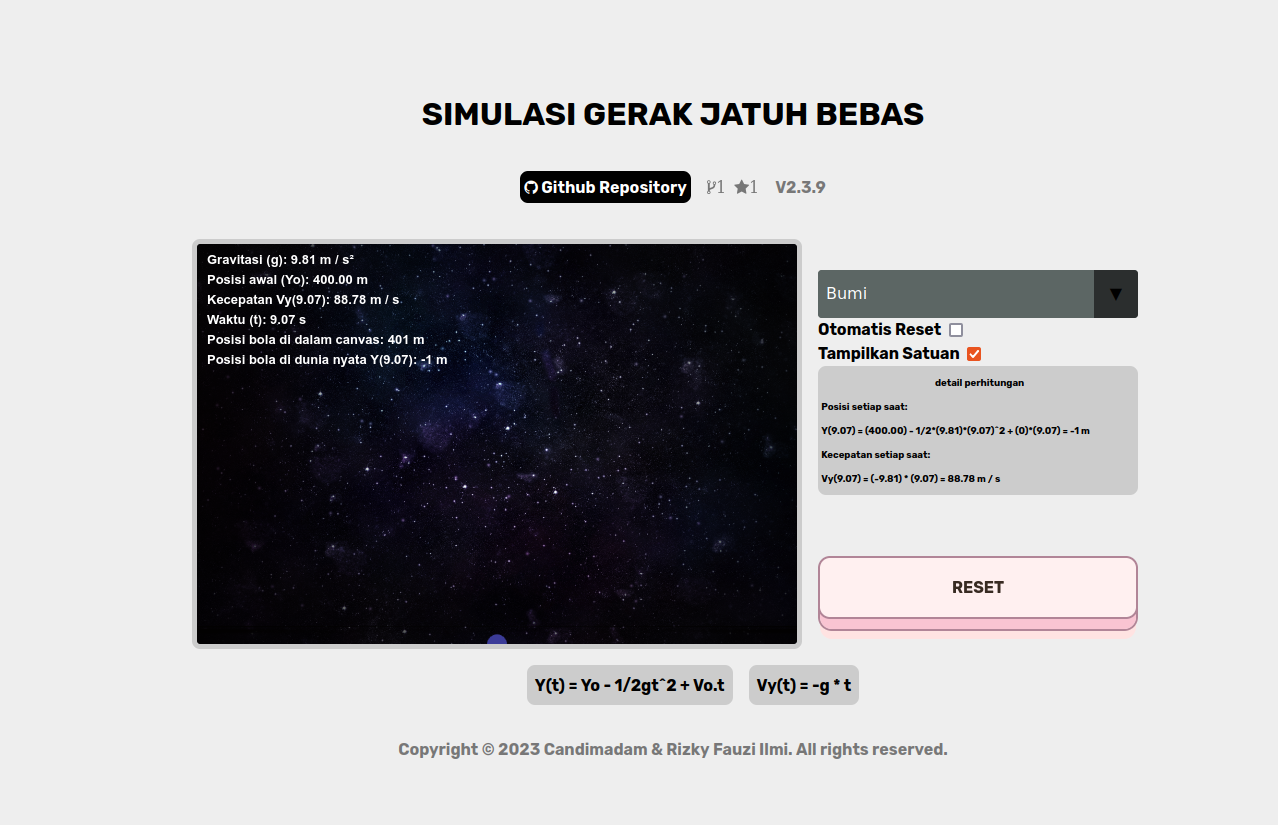 SIMULASI GERAK JATUH BEBAS
Github Repository 1 1 V2.3.9
Gravitasi (g): 9.81 m / s²
Posisi awal (Yo): 400.00 m
Kecepatan Vy(9.07): 88.78 m / s
Waktu (t): 9.07 s
Posisi bola di dalam canvas: 401 m
Posisi bola di dunia nyata Y(9.07): -1 m
Bumi ▼
Otomatis Reset
Tampilkan Satuan
detail perhitungan
Posisi setiap saat:
Y(9.07) = (400.00) - 1/2*(9.81)*(9.07)^2 + (0)*(9.07) = -1 m
Kecepatan setiap saat:
Vy(9.07) = (-9.81) * (9.07) = 88.78 m / s
RESET
Y(t) = Yo - 1/2gt^2 + Vo.t
Vy(t) = -g * t
Copyright © 2023 Candimadam & Rizky Fauzi Ilmi. All rights reserved.